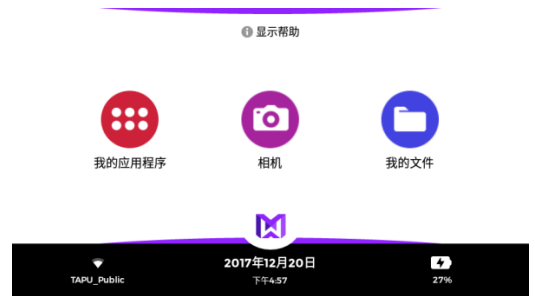 显示帮助
我的应用程序
相机
我的文件
2017年12月20日
TAPU_Public
下午4:57
27%